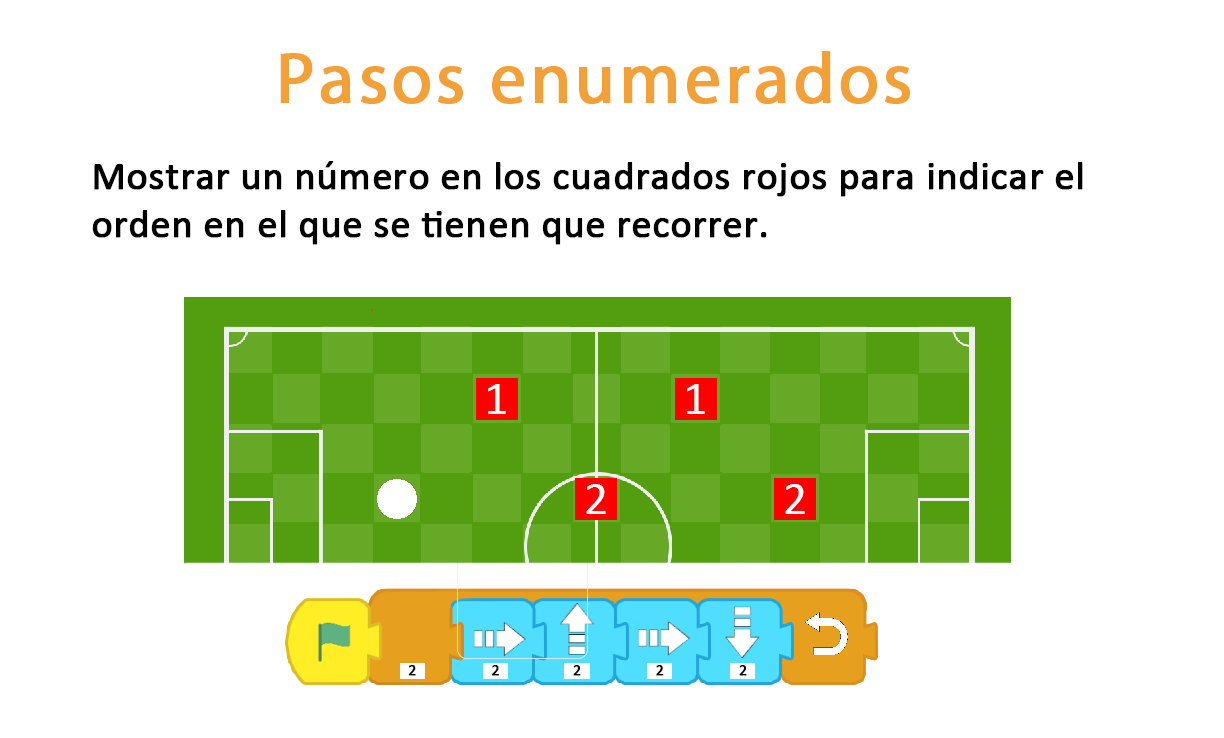 Pasos enumerados
Mostrar un número en los cuadrados rojos para indicar el
orden en el que se tienen que recorrer.
1 1
2 2
2 2 2 2 2